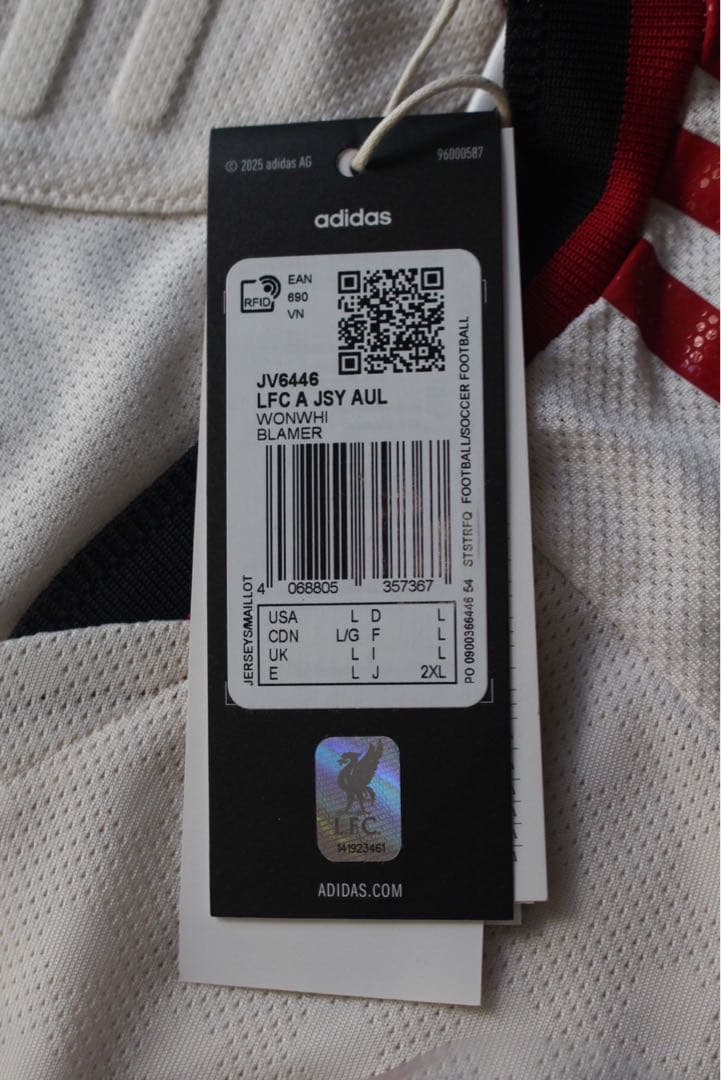 © 2025 adidas AG
96000587
adidas
RFID
EAN
690
VN
JV6446
LFC A JSY AUL
WONWHI
BLAMER
4 068805 357367
USA L D L
CDN L/G F L
UK L I L
E L J 2XL
JERSEYS/MAILLOT
PO 0900366446 54 STSTRFQ FOOTBALL/SOCCER FOOTBALL
L.F.C.
141923461
ADIDAS.COM